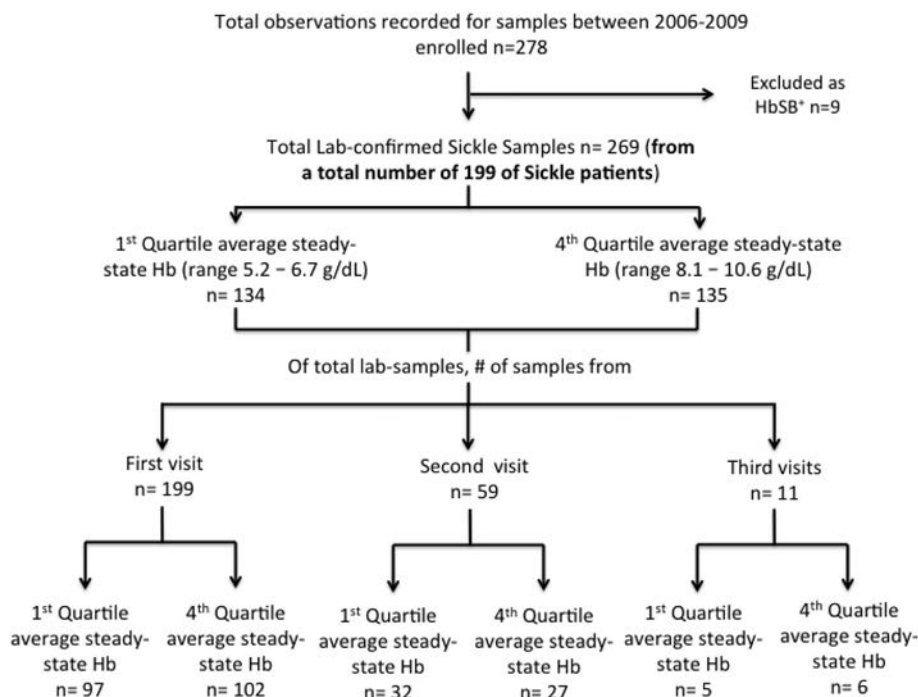 Total observations recorded for samples between 2006-2009
enrolled n=278
Excluded as
HbSB⁺ n=9
Total Lab-confirmed Sickle Samples n= 269 (from
a total number of 199 of Sickle patients)
1st Quartile average steady-
state Hb (range 5.2 – 6.7 g/dL)
n= 134
4th Quartile average steady-state
Hb (range 8.1 – 10.6 g/dL)
n= 135
Of total lab-samples, # of samples from
First visit
n= 199
Second visit
n= 59
Third visits
n= 11
1st Quartile
average steady-
state Hb
n= 97
4th Quartile
average steady-
state Hb
n= 102
1st Quartile
average steady-
state Hb
n= 32
4th Quartile
average steady-
state Hb
n= 27
1st Quartile
average steady-
state Hb
n= 5
4th Quartile
average steady-
state Hb
n= 6